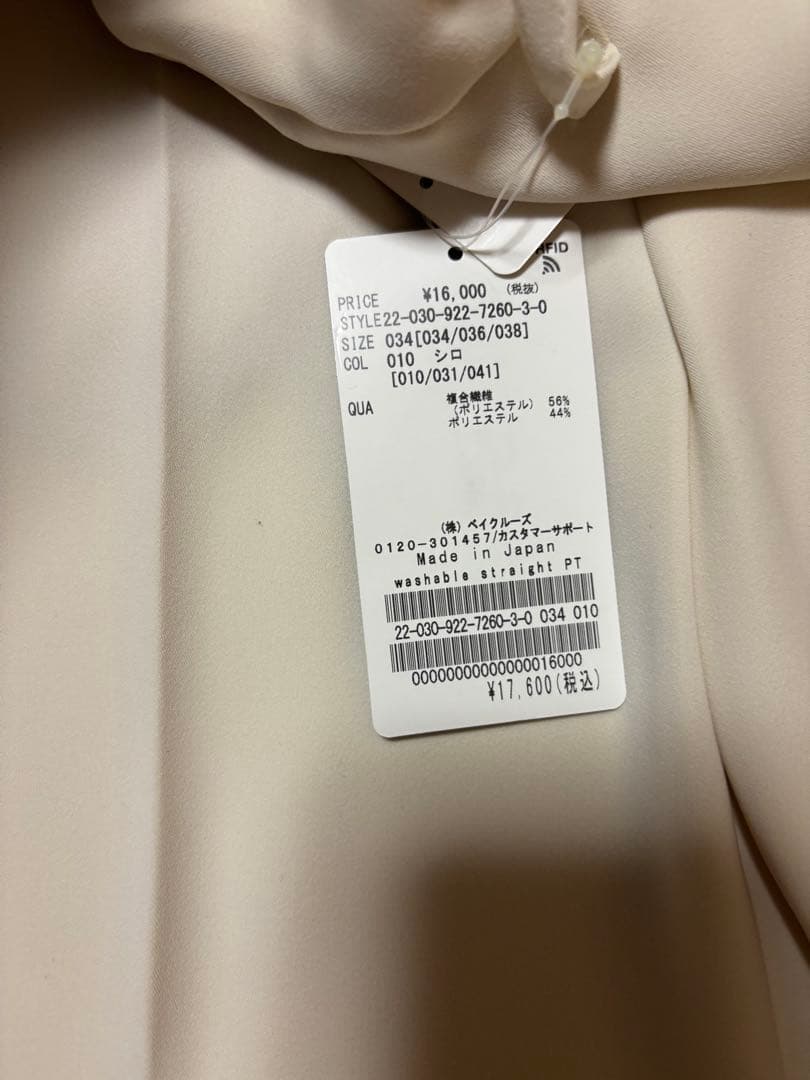 RFID
PRICE ¥16,000 (税抜)
STYLE22-030-922-7260-3-0
SIZE 034[034/036/038]
COL 010 シロ
[010/031/041]
QUA 複合繊維
(ポリエステル) 56%
ポリエステル 44%
(株) ベイクルーズ
0120-301457/カスタマーサポート
Made in Japan
washable straight PT
22-030-922-7260-3-0 034 010
00000000000000016000
¥17,600(税込)